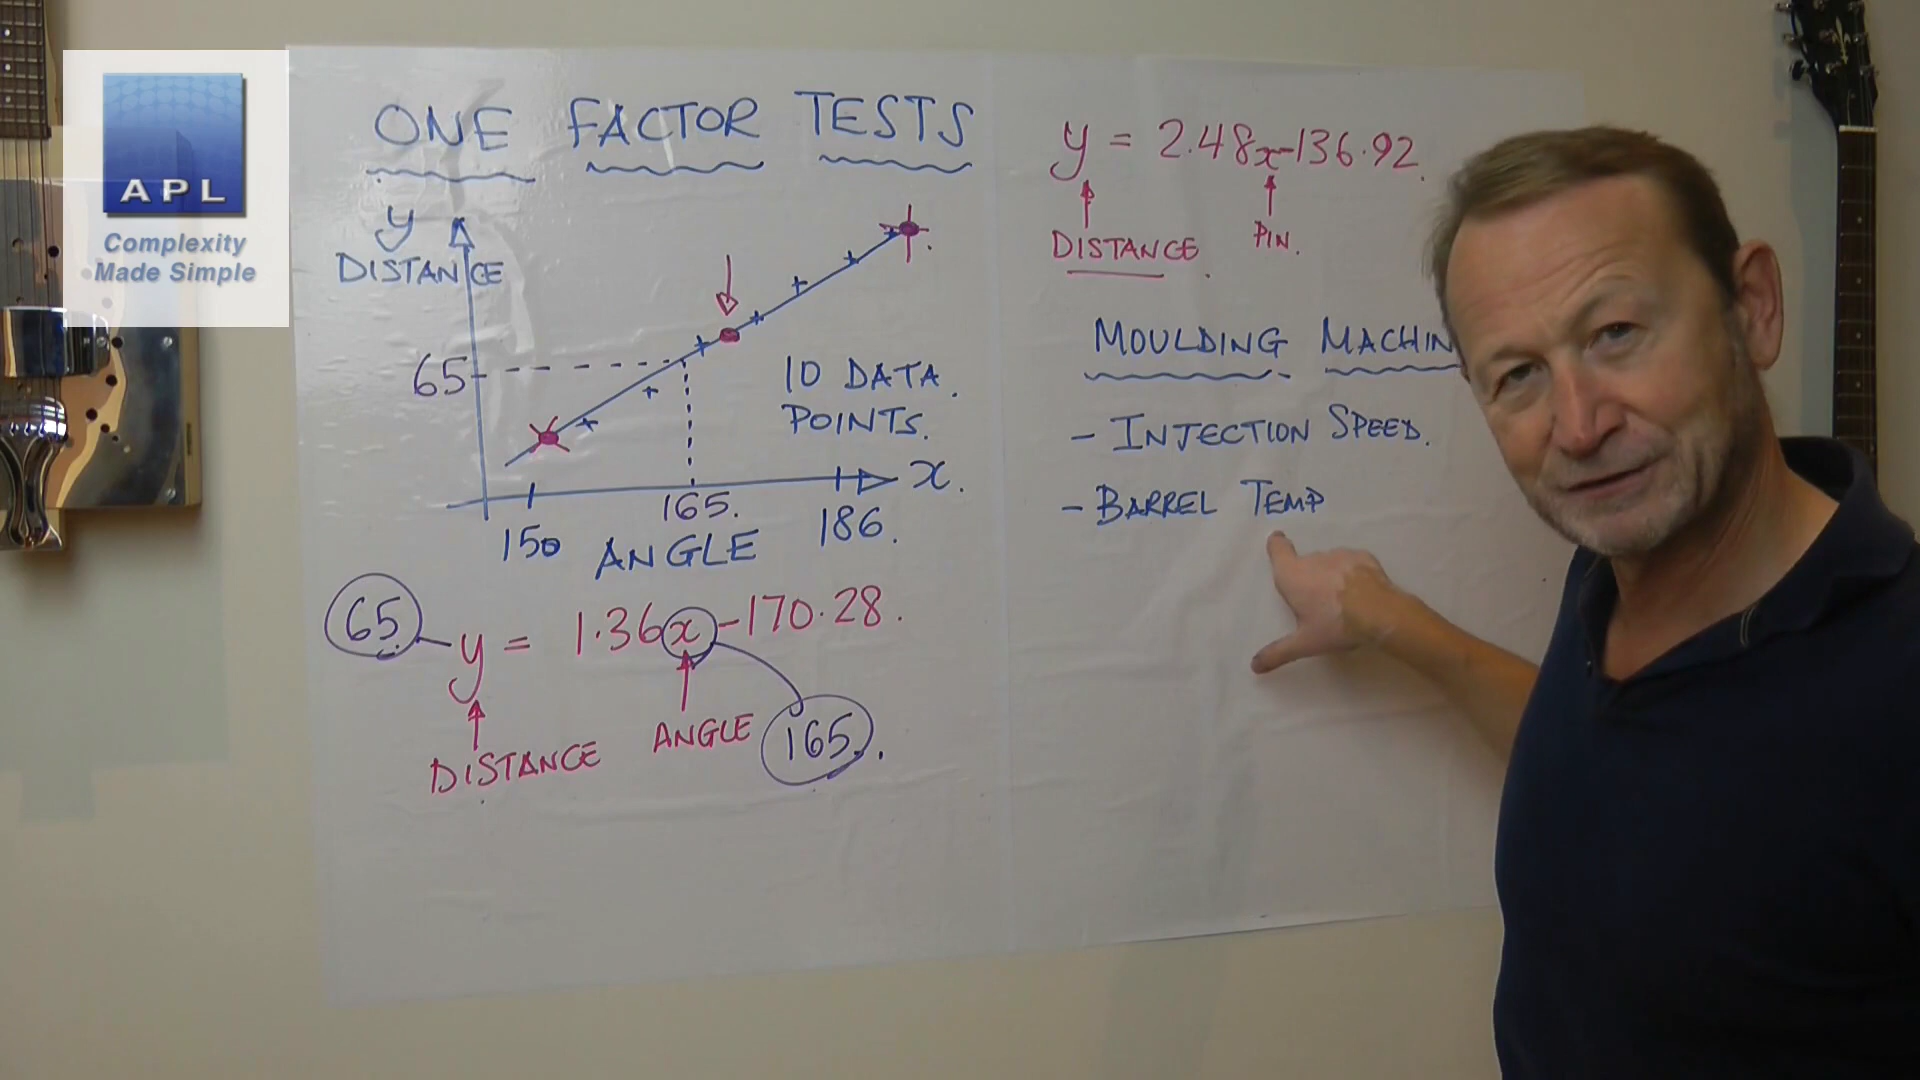 APL
Complexity
Made Simple
ONE FACTOR TESTS
y
DISTANCE
65
10 DATA.
POINTS.
x.
150
165.
186.
ANGLE
65 y = 1.36x-170.28.
DISTANCE
ANGLE
165.
y = 2.48x-136.92.
DISTANCE.
PIN.
MOULDING MACHIN
- INJECTION SPEED.
- BARREL TEMP